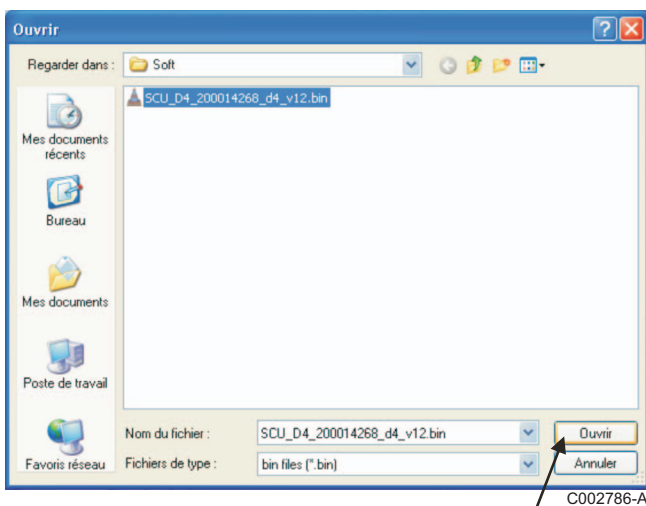 Ouvrir
Regarder dans :
Soft
SCU_D4_200014268_d4_v12.bin
Mes documents
récents
Bureau
Mes documents
Poste de travail
Favoris réseau
Nom du fichier :
SCU_D4_200014268_d4_v12.bin
Ouvrir
Fichiers de type :
bin files (*.bin)
Annuler
C002786-A